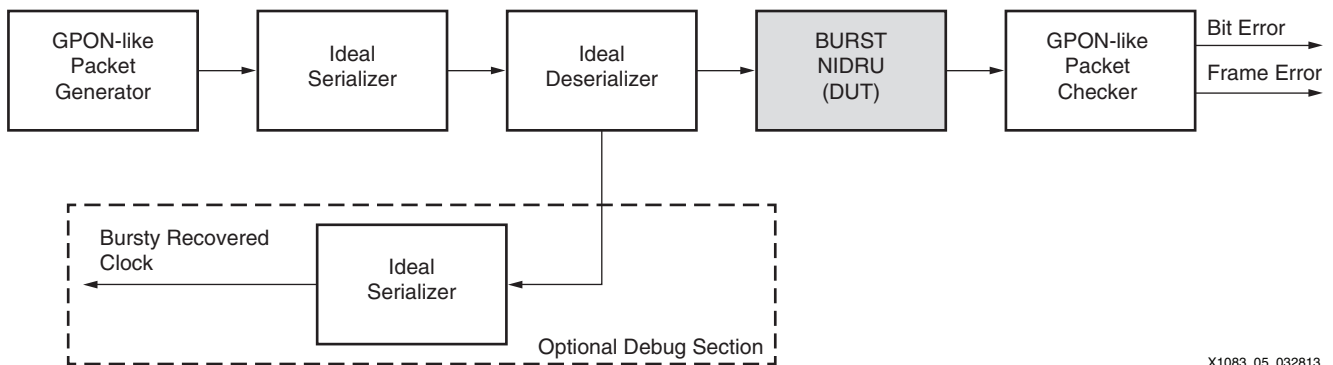 GPON-like
Packet
Generator
Ideal
Serializer
Ideal
Deserializer
BURST
NIDRU
(DUT)
GPON-like
Packet
Checker
Bit Error
Frame Error
Bursty Recovered
Clock
Ideal
Serializer
Optional Debug Section
X1083_05_032813